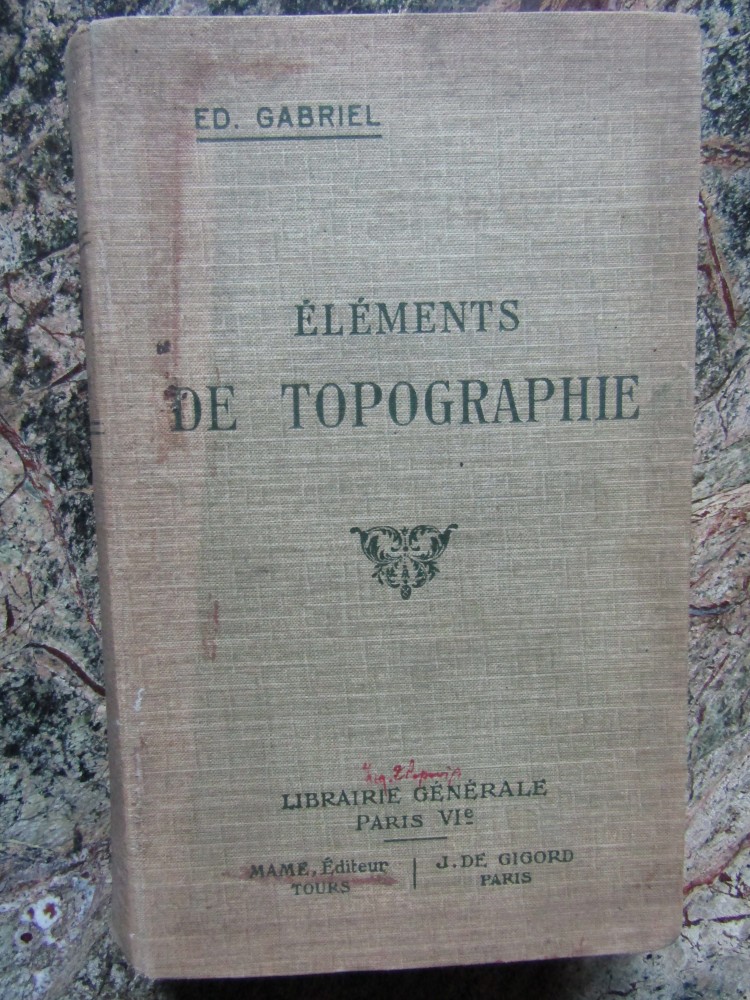 ED. GABRIEL
ÉLÉMENTS
DE TOPOGRAPHIE
LIBRAIRIE GÉNÉRALE
PARIS VIe
MAME, Éditeur
TOURS
J. DE GIGORD
PARIS